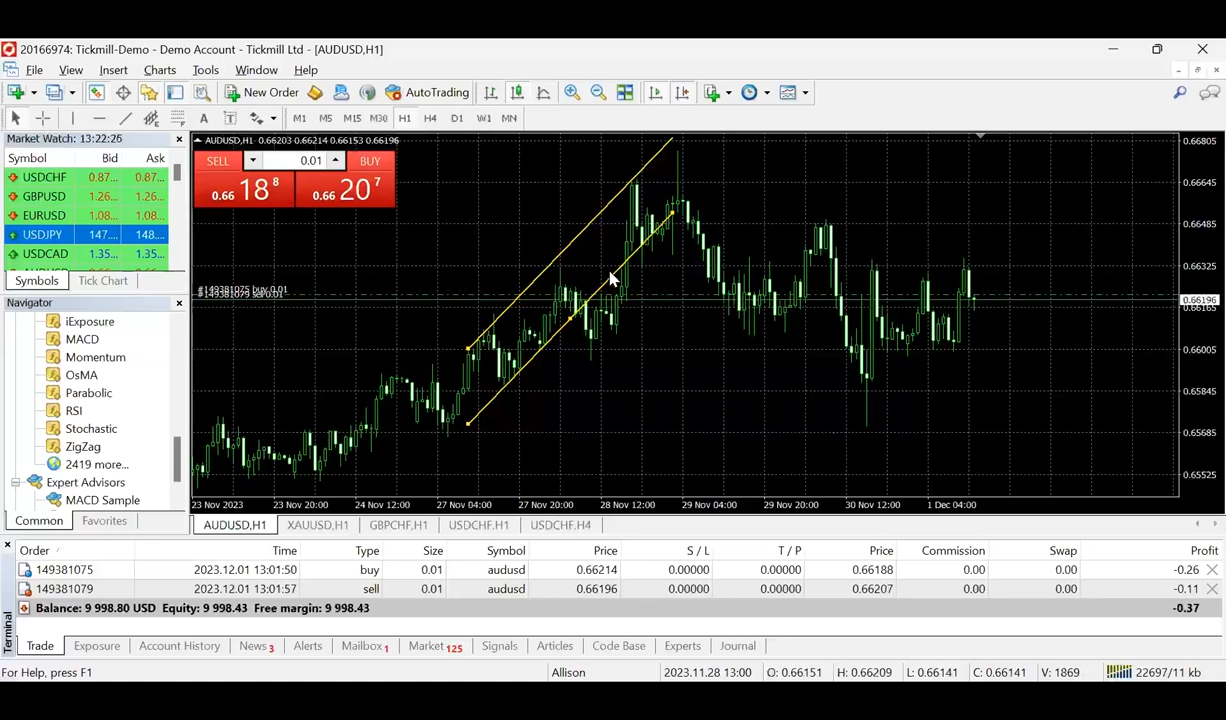 20166974: Tickmill-Demo - Demo Account - Tickmill Ltd - [AUDUSD,H1]
File View Insert Charts Tools Window Help
New Order AutoTrading
A T M1 M5 M15 M30 H1 H4 D1 W1 MN
Market Watch: 13:22:26
Symbol Bid Ask
USDCHF 0.87... 0.87...
GBPUSD 1.26... 1.26...
EURUSD 1.08... 1.08...
USDJPY 147.... 148....
USDCAD 1.35... 1.35...
Symbols Tick Chart
Navigator
iExposure
MACD
Momentum
OsMA
Parabolic
RSI
Stochastic
ZigZag
2419 more...
Expert Advisors
MACD Sample
Common Favorites
AUDUSD,H1 0.66203 0.66214 0.66153 0.66196
SELL 0.01 BUY
0.66 18 8 0.66 20 7
#149381075 buy 0.01
#149381079 sell 0.01
0.66805
0.66645
0.66485
0.66325
0.66196
0.66165
0.66005
0.65845
0.65685
0.65525
23 Nov 2023 23 Nov 20:00 24 Nov 12:00 27 Nov 04:00 27 Nov 20:00 28 Nov 12:00 29 Nov 04:00 29 Nov 20:00 30 Nov 12:00 1 Dec 04:00
AUDUSD,H1 XAUUSD,H1 GBPCHF,H1 USDCHF,H1 USDCHF,H4
Order Time Type Size Symbol Price S / L T / P Price Commission Swap Profit
149381075 2023.12.01 13:01:50 buy 0.01 audusd 0.66214 0.00000 0.00000 0.66188 0.00 0.00 -0.26
149381079 2023.12.01 13:01:57 sell 0.01 audusd 0.66196 0.00000 0.00000 0.66207 0.00 0.00 -0.11
Balance: 9 998.80 USD Equity: 9 998.43 Free margin: 9 998.43 -0.37
Terminal
Trade Exposure Account History News 3 Alerts Mailbox 1 Market 125 Signals Articles Code Base Experts Journal
For Help, press F1 Allison 2023.11.28 13:00 O: 0.66151 H: 0.66209 L: 0.66141 C: 0.66141 V: 1869 22697/11 kb